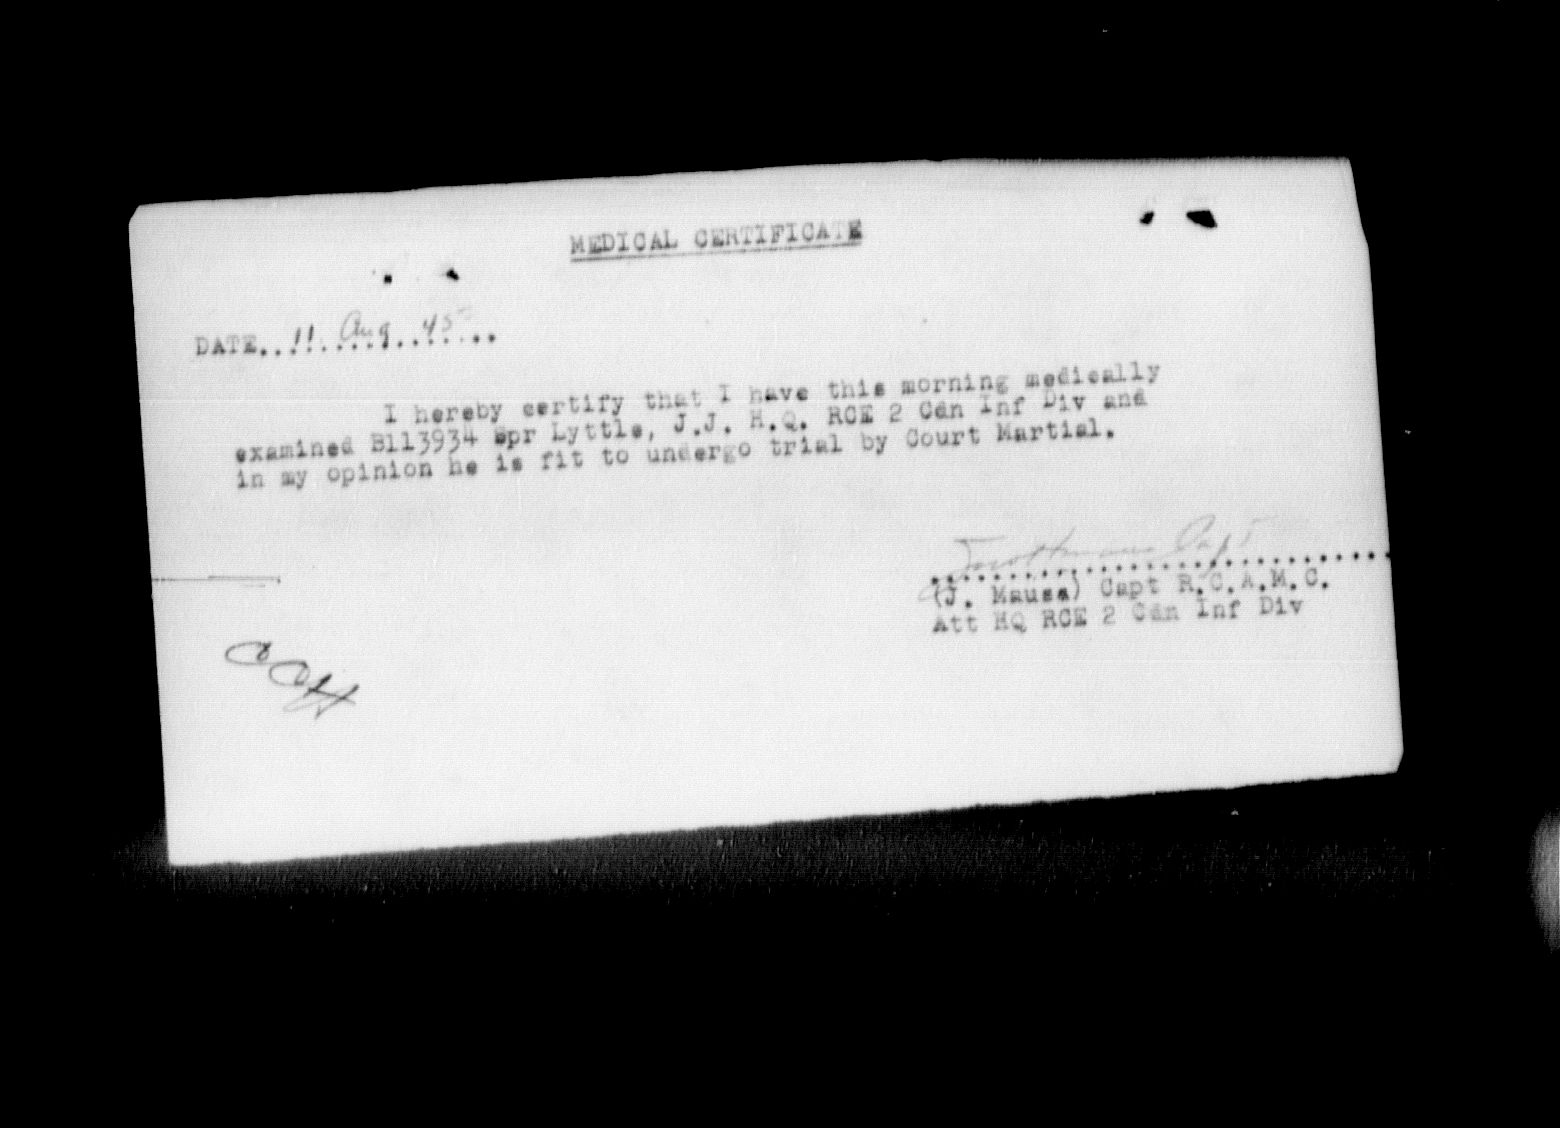 MEDICAL CERTIFICATE
DATE..11 Aug 45..
I hereby certify that I have this morning medically
examined B113934 Spr Lyttle, J.J. H.Q. RCE 2 Cdn Inf Div and
in my opinion he is fit to undergo trial by Court Martial.
Capt
(J. Mauss) Capt R.C.A.M.C.
Att HQ RCE 2 Cdn Inf Div